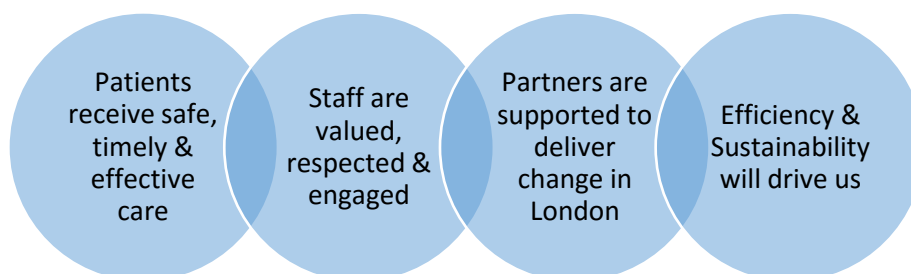 Patients
receive safe,
timely &
effective
care
Staff are
valued,
respected &
engaged
Partners are
supported to
deliver
change in
London
Efficiency &
Sustainability
will drive us